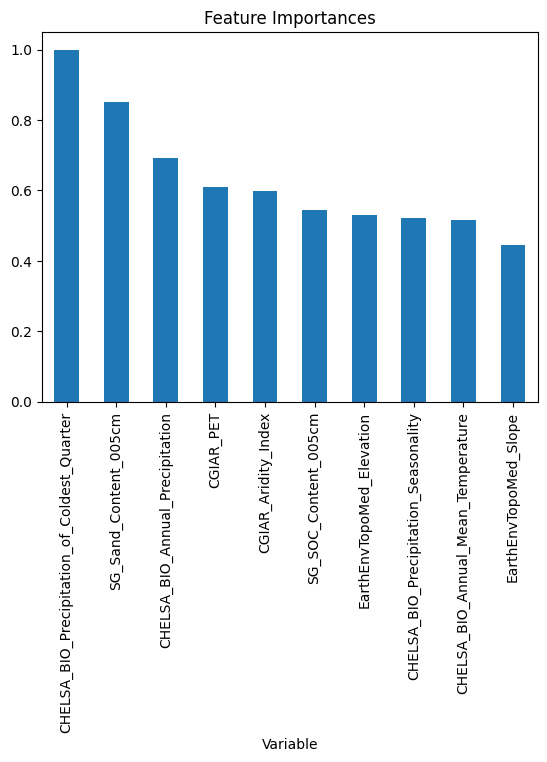 Feature Importances
1.0
0.8
0.6
0.4
0.2
0.0
CHELSA_BIO_Precipitation_of_Coldest_Quarter
SG_Sand_Content_005cm
CHELSA_BIO_Annual_Precipitation
CGIAR_PET
CGIAR_Aridity_Index
SG_SOC_Content_005cm
EarthEnvTopoMed_Elevation
CHELSA_BIO_Precipitation_Seasonality
CHELSA_BIO_Annual_Mean_Temperature
EarthEnvTopoMed_Slope
Variable